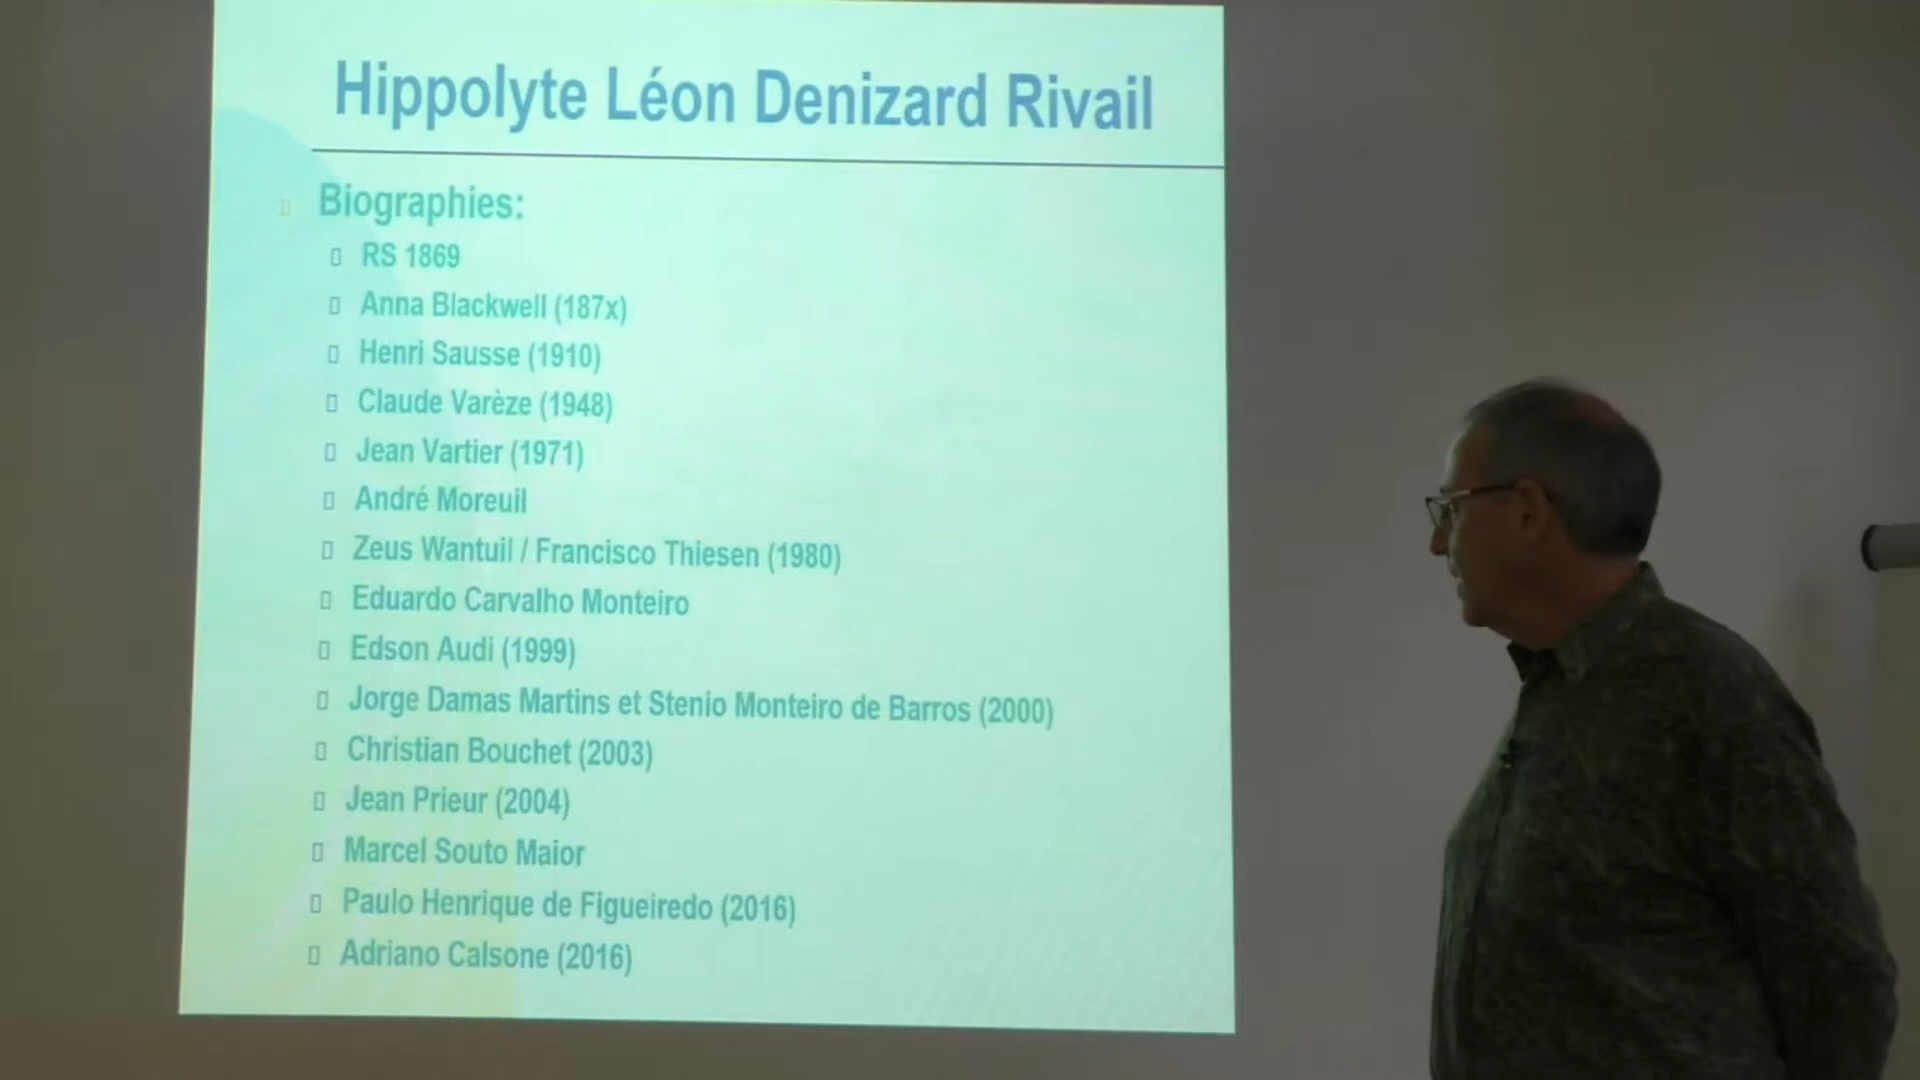 Hippolyte Léon Denizard Rivail
Biographies:
RS 1869
Anna Blackwell (187x)
Henri Sausse (1910)
Claude Varèze (1948)
Jean Vartier (1971)
André Moreuil
Zeus Wantuil / Francisco Thiesen (1980)
Eduardo Carvalho Monteiro
Edson Audi (1999)
Jorge Damas Martins et Stenio Monteiro de Barros (2000)
Christian Bouchet (2003)
Jean Prieur (2004)
Marcel Souto Maior
Paulo Henrique de Figueiredo (2016)
Adriano Calsone (2016)